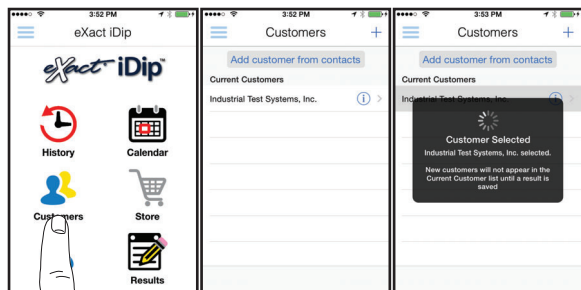 3:52 PM
eXact iDip
eXact iDip™
History
Calendar
Customers
Store
Results
3:52 PM
Customers
+
Add customer from contacts
Current Customers
Industrial Test Systems, Inc.
3:53 PM
Customers
+
Add customer from contacts
Current Customers
Industrial Test Systems, Inc.
Customer Selected
Industrial Test Systems, Inc. selected.
New customers will not appear in the
Current Customer list until a result is
saved